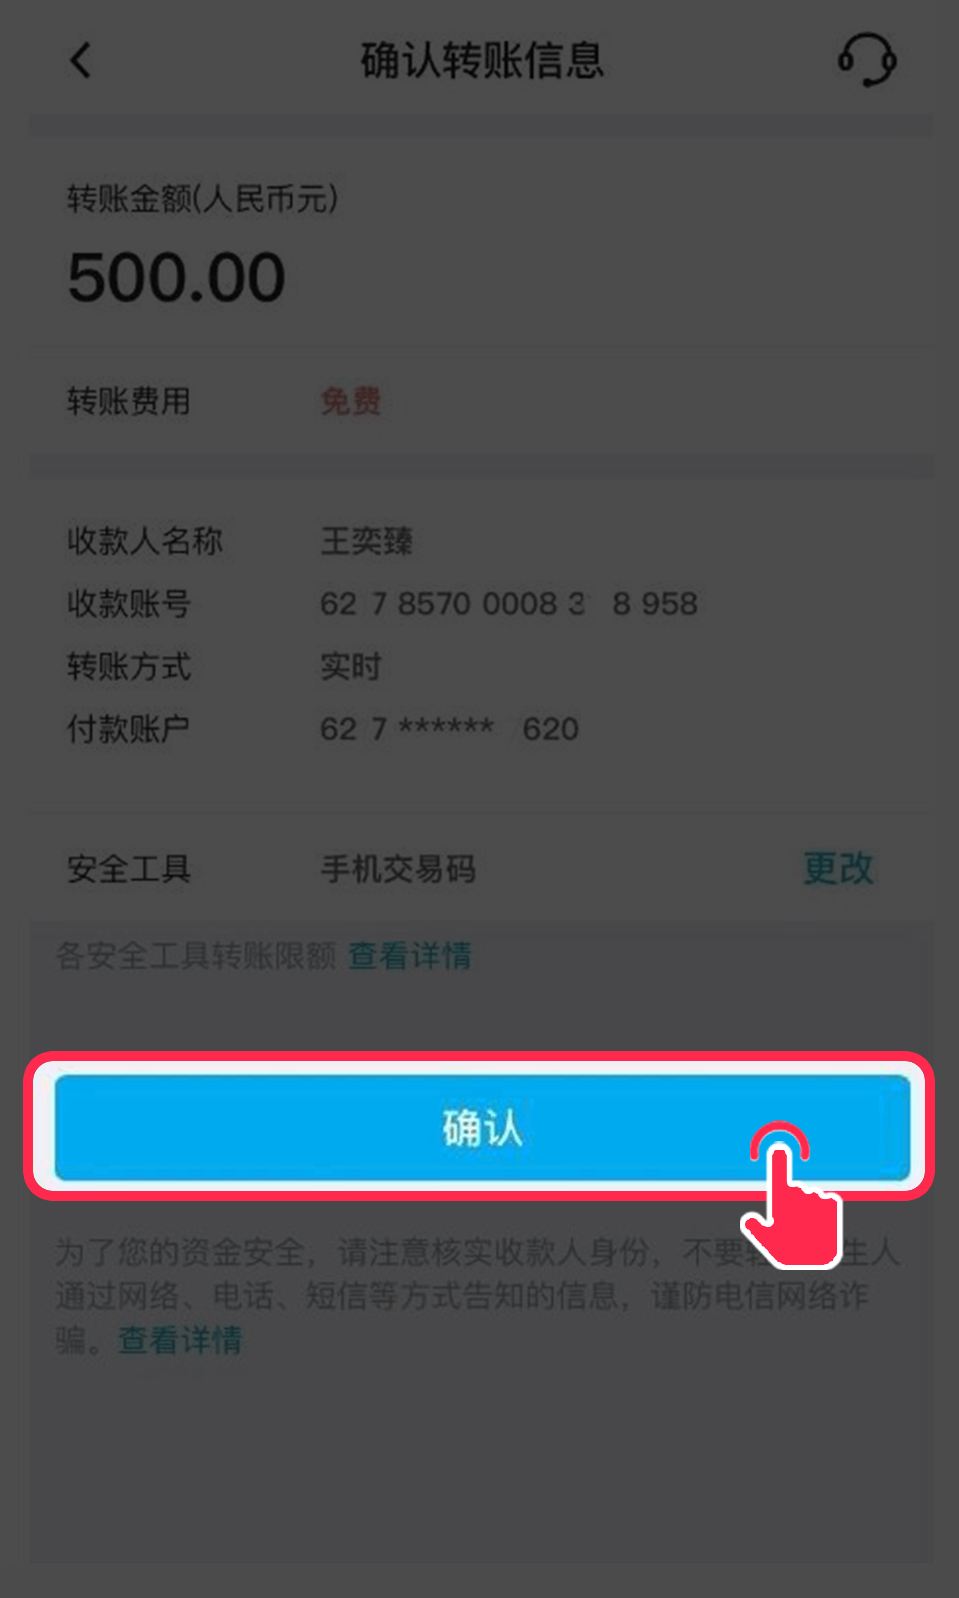 确认转账信息
转账金额(人民币元)
500.00
转账费用 免费
收款人名称 王奕臻
收款账号 62 7 8570 0008 3 8 958
转账方式 实时
付款账户 62 7 ****** 620
安全工具 手机交易码 更改
各安全工具转账限额 查看详情
确认
为了您的资金安全，请注意核实收款人身份，不要 生人
通过网络、电话、短信等方式告知的信息，谨防电信网络诈
骗。查看详情